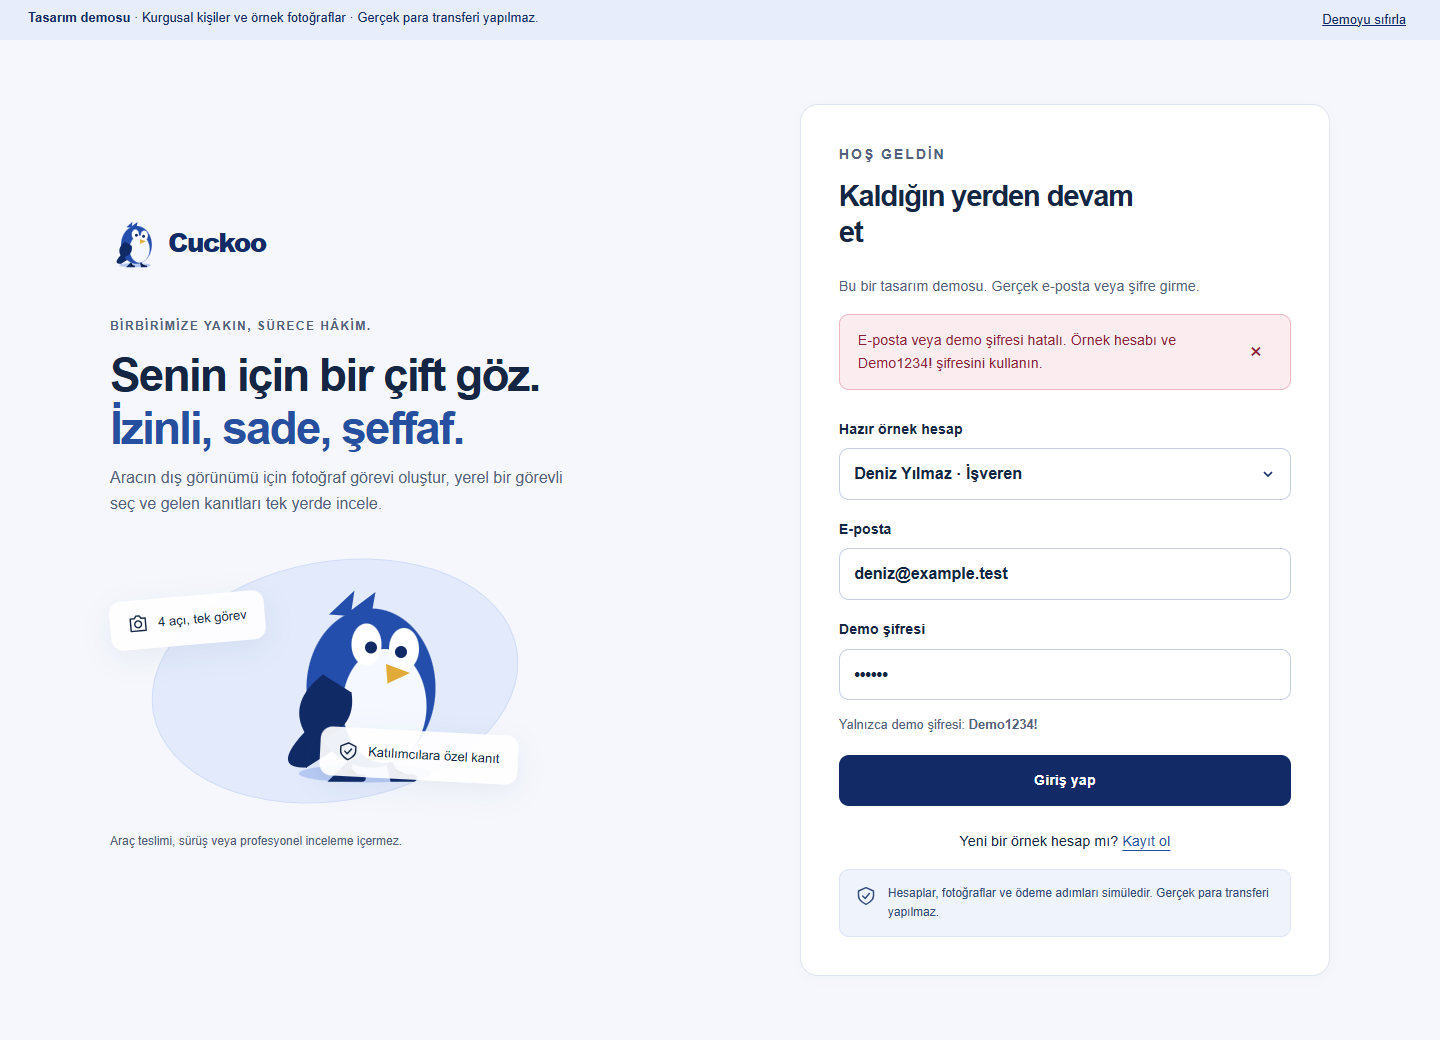 Tasarım demosu · Kurgusal kişiler ve örnek fotoğraflar · Gerçek para transferi yapılmaz.
Demoyu sıfırla
Cuckoo
BİRBİRİMİZE YAKIN, SÜRECE HÂKİM.
Senin için bir çift göz.
İzinli, sade, şeffaf.
Aracın dış görünümü için fotoğraf görevi oluştur, yerel bir görevli
seç ve gelen kanıtları tek yerde incele.
4 açı, tek görev
Katılımcılara özel kanıt
Araç teslimi, sürüş veya profesyonel inceleme içermez.
HOŞ GELDİN
Kaldığın yerden devam
et
Bu bir tasarım demosu. Gerçek e-posta veya şifre girme.
E-posta veya demo şifresi hatalı. Örnek hesabı ve
Demo1234! şifresini kullanın.
Hazır örnek hesap
Deniz Yılmaz · İşveren
E-posta
deniz@example.test
Demo şifresi
••••••
Yalnızca demo şifresi: Demo1234!
Giriş yap
Yeni bir örnek hesap mı? Kayıt ol
Hesaplar, fotoğraflar ve ödeme adımları simüledir. Gerçek para transferi
yapılmaz.